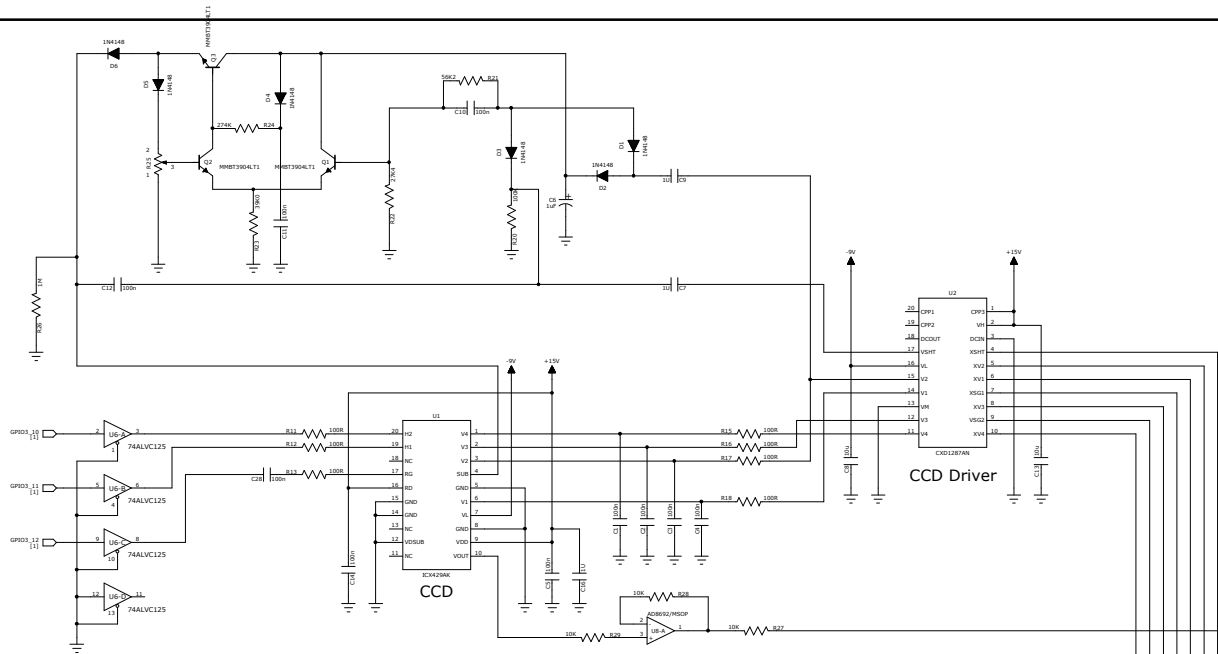 MMBT3904LT1
Q3
1N4148
D6
D5
1N4148
D4
1N4148
274K R24
2
R25
3
1
Q2
MMBT3904LT1
MMBT3904LT1
Q1
39K0
R23
100n
C11
56K2 R21
C10 100n
R22
D3
1N4148
R20
D1
1N4148
1N4148
D2
1U C9
C6
1uF
+
1M
R26
C12 100n
1U C7
-9V
+15V
U2
20 CPP1 CPP3 1
19 CPP2 VH 2
18 DCOUT DCIN 3
17 VSHT XSHT 4
16 VL XV2 5
15 V2 XV1 6
14 V1 XSG1 7
13 VM XV3 8
12 V3 VSG2 9
11 V4 XV4 10
CXD1287AN
CCD Driver
C8 10u
C13 10u
-9V
+15V
U1
20 H2 V4 1
19 H1 V3 2
18 NC V2 3
17 RG SUB 4
16 RD GND 5
15 GND V1 6
14 GND VL 7
13 NC GND 8
12 VDSUB VDD 9
11 NC VOUT 10
ICX429AK
CCD
GPIO3_10
[1]
2 U6-A 3
1
74ALVC125
GPIO3_11
[1]
5 U6-B 6
4
74ALVC125
GPIO3_12
[1]
9 U6-C 8
10
74ALVC125
12 U6-D 11
13
74ALVC125
R11 100R
R12 100R
C28 100n
R13 100R
R15 100R
R16 100R
R17 100R
R18 100R
C14 100n
C5 100n
C16 1U
C1 100n
C2 100n
C3 100n
C4 100n
10K R28
AD8692/MSOP
2
-
U8-A
3
+
1
10K R29
10K R27